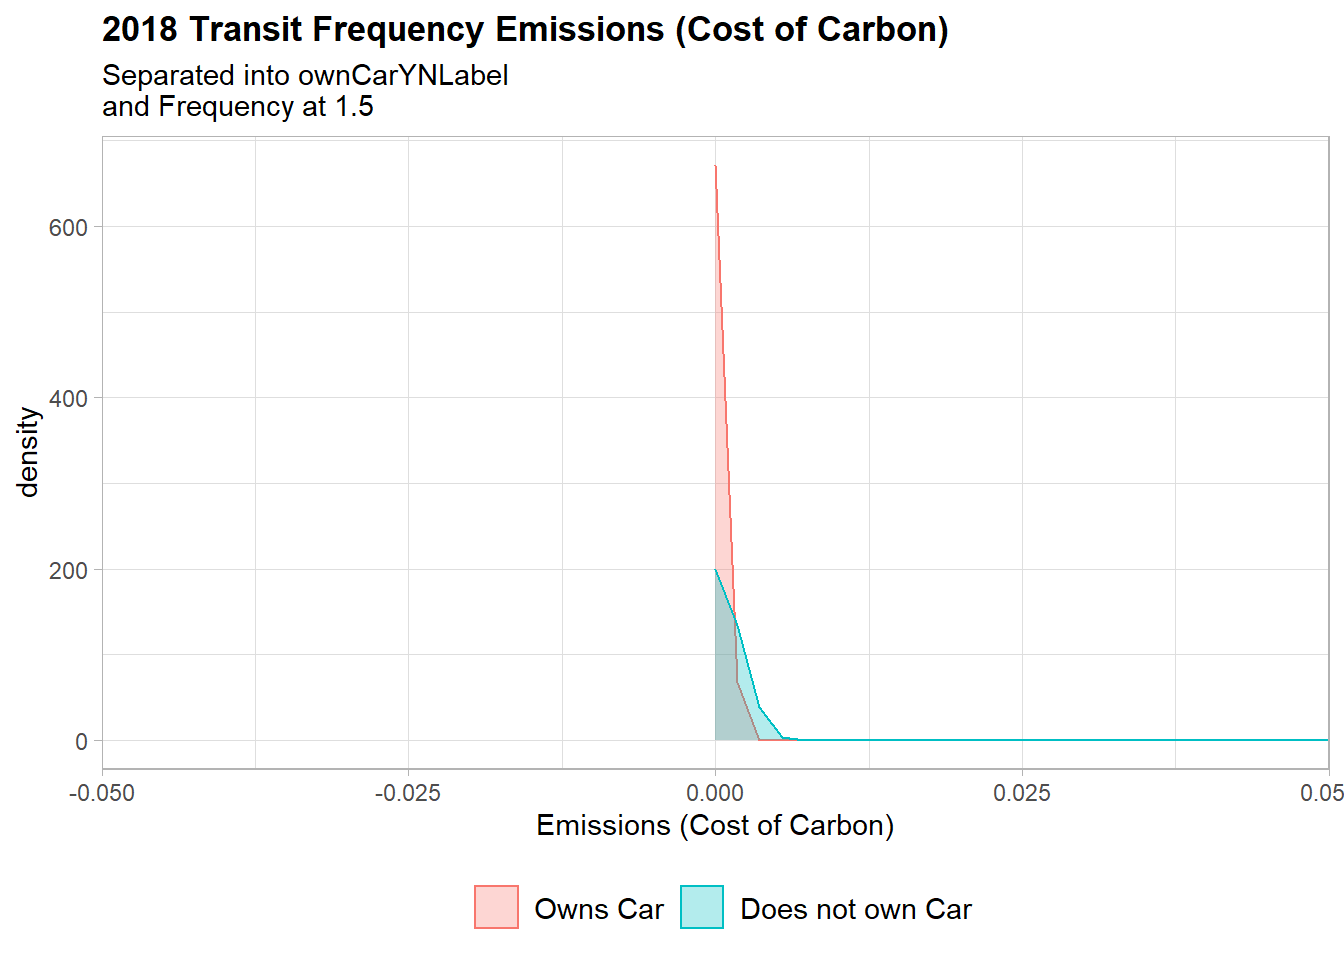 2018 Transit Frequency Emissions (Cost of Carbon)
Separated into ownCarYNLabel
and Frequency at 1.5
density
600
400
200
0
-0.050
-0.025
0.000
0.025
0.05
Emissions (Cost of Carbon)
Owns Car
Does not own Car